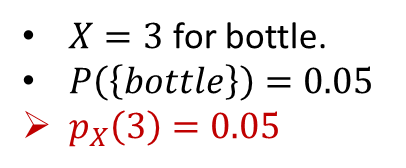 • X = 3 for bottle.
• P({bottle}) = 0.05
➢ p_X(3) = 0.05